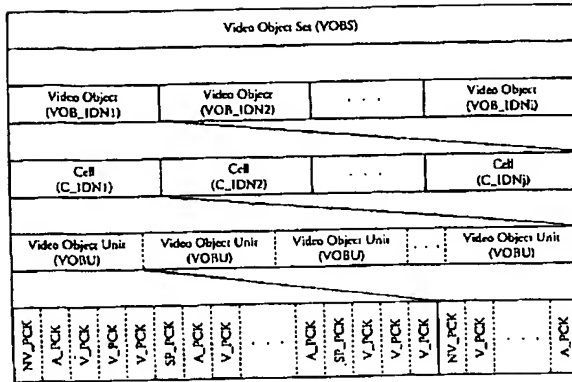 Video Object Set (VOBS)
Video Object
(VOB_IDN1)
Video Object
(VOB_IDN2)
. . .
Video Object
(VOB_IDNi)
Cell
(C_IDN1)
Cell
(C_IDN2)
. . .
Cell
(C_IDNj)
Video Object Unit
(VOBU)
Video Object Unit
(VOBU)
Video Object Unit
(VOBU)
. . .
Video Object Unit
(VOBU)
NV_PCK
A_PCK
V_PCK
V_PCK
V_PCK
SP_PCK
A_PCK
V_PCK
. . . .
A_PCK
SP_PCK
V_PCK
V_PCK
V_PCK
NV_PCK
V_PCK
. . . .
A_PCK